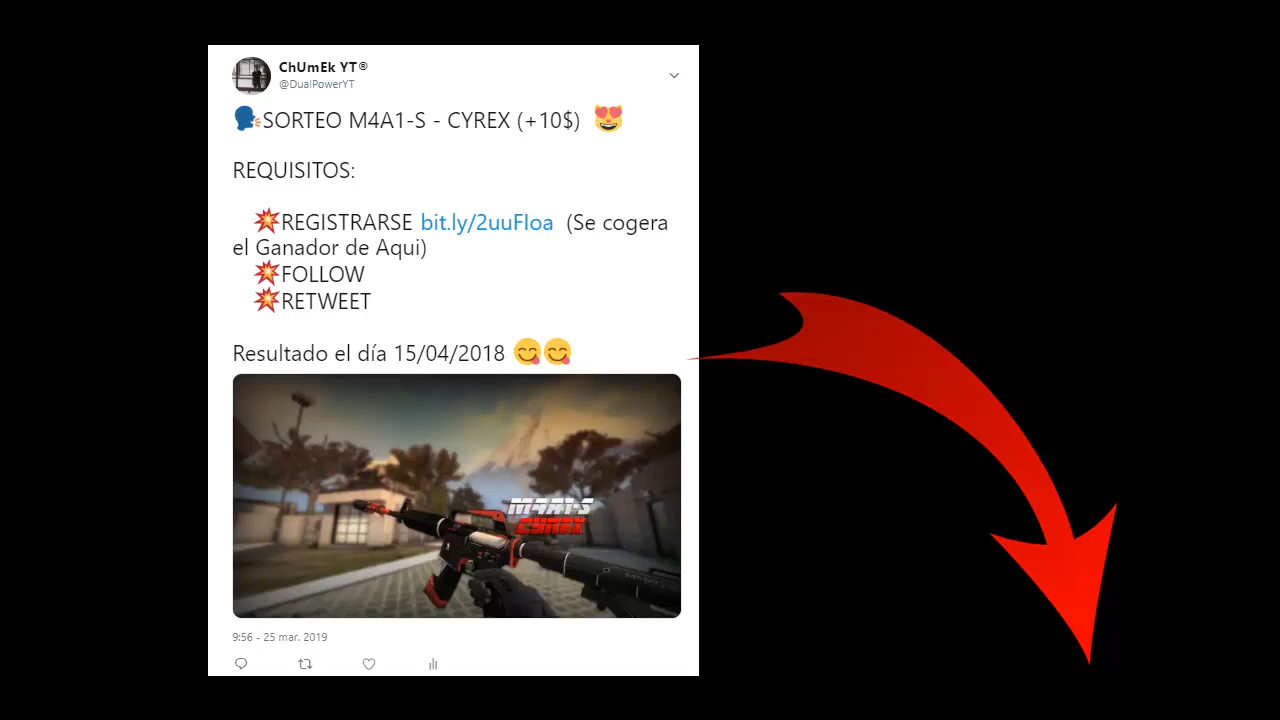 ChUmEk YT®
@DualPowerYT
🗣SORTEO M4A1-S - CYREX (+10$) 😻
REQUISITOS:
💥REGISTRARSE bit.ly/2uuFIoa (Se cogera
el Ganador de Aqui)
💥FOLLOW
💥RETWEET
Resultado el día 15/04/2018 😋😋
M4A1-S
CYREX
9:56 - 25 mar. 2019